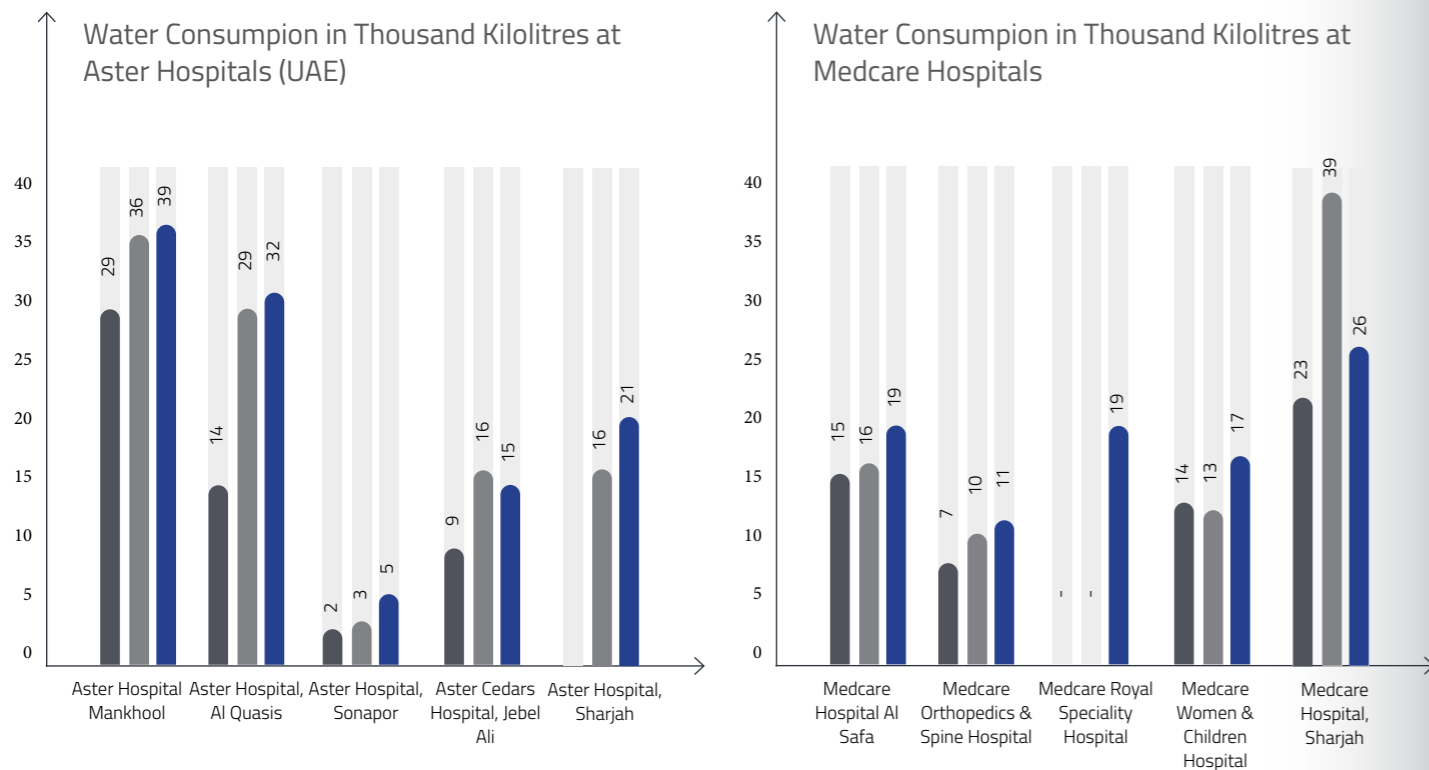 Water Consumpion in Thousand Kilolitres at
Aster Hospitals (UAE)
40
35
30
25
20
15
10
5
0
29
36
39
14
29
32
2
3
5
9
16
15
16
21
Aster Hospital
Mankhool
Aster Hospital,
Al Quasis
Aster Hospital,
Sonapor
Aster Cedars
Hospital, Jebel
Ali
Aster Hospital,
Sharjah
Water Consumpion in Thousand Kilolitres at
Medcare Hospitals
40
35
30
25
20
15
10
5
0
15
16
19
7
10
11
-
-
19
14
13
17
23
39
26
Medcare
Hospital Al
Safa
Medcare
Orthopedics &
Spine Hospital
Medcare Royal
Speciality
Hospital
Medcare
Women &
Children
Hospital
Medcare
Hospital,
Sharjah